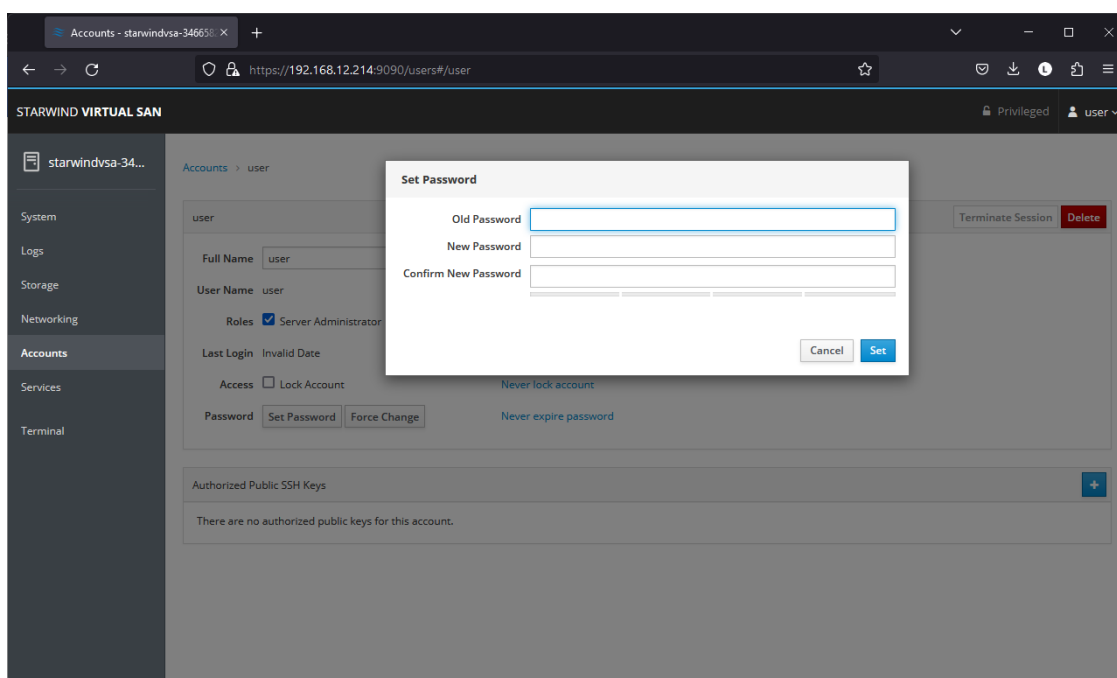 Accounts - starwindvsa-346658
https://192.168.12.214:9090/users#/user
L
STARWIND VIRTUAL SAN
Privileged
user
starwindvsa-34...
System
Logs
Storage
Networking
Accounts
Services
Terminal
Accounts › user
user
Terminate Session Delete
Full Name user
User Name user
Roles Server Administrator
Last Login Invalid Date
Access Lock Account Never lock account
Password Set Password Force Change Never expire password
Authorized Public SSH Keys
There are no authorized public keys for this account.
Set Password
Old Password
New Password
Confirm New Password
Cancel Set